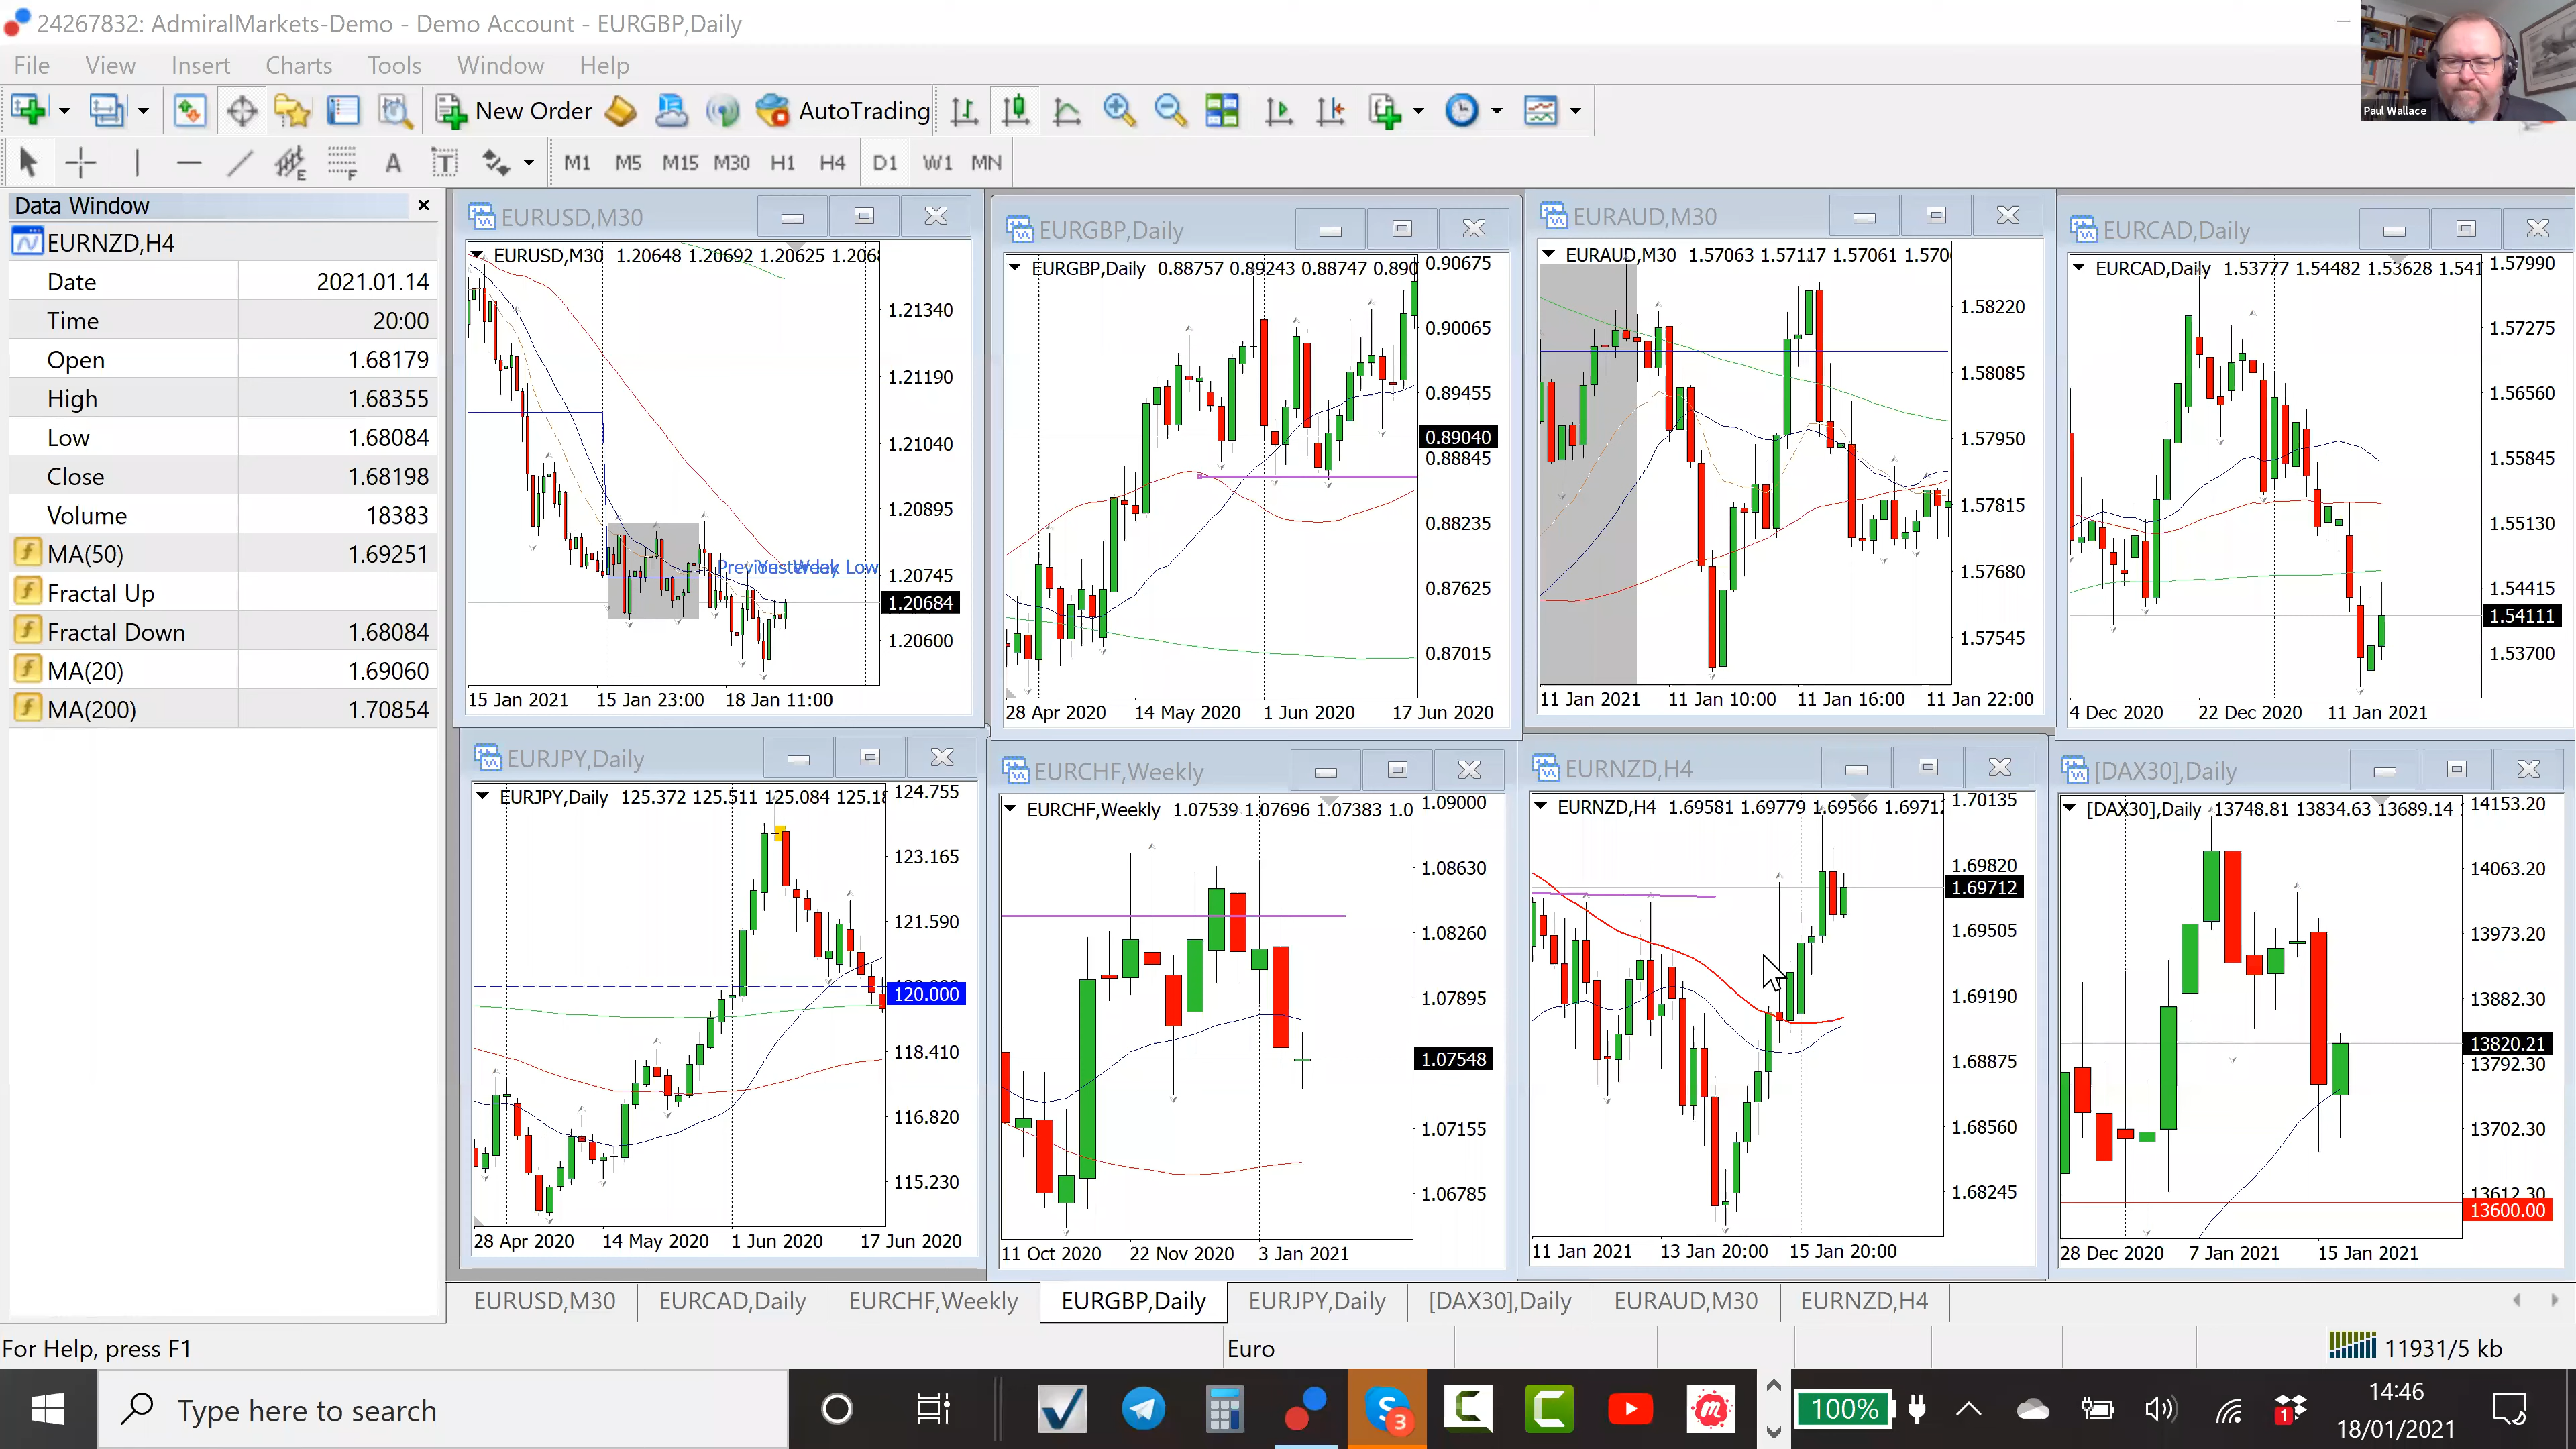 24267832: AdmiralMarkets-Demo - Demo Account - EURGBP,Daily
File View Insert Charts Tools Window Help
New Order AutoTrading
M1 M5 M15 M30 H1 H4 D1 W1 MN
Paul Wallace
Data Window
EURNZD,H4
Date 2021.01.14
Time 20:00
Open 1.68179
High 1.68355
Low 1.68084
Close 1.68198
Volume 18383
MA(50) 1.69251
Fractal Up
Fractal Down 1.68084
MA(20) 1.69060
MA(200) 1.70854
EURUSD,M30
EURUSD,M30 1.20648 1.20692 1.20625
1.21340
1.21190
1.21040
1.20895
1.20745
1.20684
1.20600
15 Jan 2021 15 Jan 23:00 18 Jan 11:00
EURGBP,Daily
EURGBP,Daily 0.88757 0.89243 0.88747 0.890
0.90675
0.90065
0.89455
0.89040
0.88845
0.88235
0.87625
0.87015
28 Apr 2020 14 May 2020 1 Jun 2020 17 Jun 2020
EURAUD,M30
EURAUD,M30 1.57063 1.57117 1.57061 1.570
1.58220
1.58085
1.57950
1.57815
1.57680
1.57545
11 Jan 2021 11 Jan 10:00 11 Jan 16:00 11 Jan 22:00
EURCAD,Daily
EURCAD,Daily 1.53777 1.54482 1.53628 1.541
1.57990
1.57275
1.56560
1.55845
1.55130
1.54415
1.54111
1.53700
4 Dec 2020 22 Dec 2020 11 Jan 2021
EURJPY,Daily
EURJPY,Daily 125.372 125.511 125.084 125.18
124.755
123.165
121.590
120.000
118.410
116.820
115.230
28 Apr 2020 14 May 2020 1 Jun 2020 17 Jun 2020
EURCHF,Weekly
EURCHF,Weekly 1.07539 1.07696 1.07383 1.0
1.09000
1.08630
1.08260
1.07895
1.07548
1.07155
1.06785
11 Oct 2020 22 Nov 2020 3 Jan 2021
EURNZD,H4
EURNZD,H4 1.69581 1.69779 1.69566 1.69712
1.70135
1.69820
1.69712
1.69505
1.69190
1.68875
1.68560
1.68245
11 Jan 2021 13 Jan 20:00 15 Jan 20:00
[DAX30],Daily
[DAX30],Daily 13748.81 13834.63 13689.14
14153.20
14063.20
13973.20
13882.30
13820.21
13792.30
13702.30
13612.30
13600.00
28 Dec 2020 7 Jan 2021 15 Jan 2021
EURUSD,M30 EURCAD,Daily EURCHF,Weekly EURGBP,Daily EURJPY,Daily [DAX30],Daily EURAUD,M30 EURNZD,H4
For Help, press F1 Euro 11931/5 kb
Type here to search
3
100%
1
14:46
18/01/2021